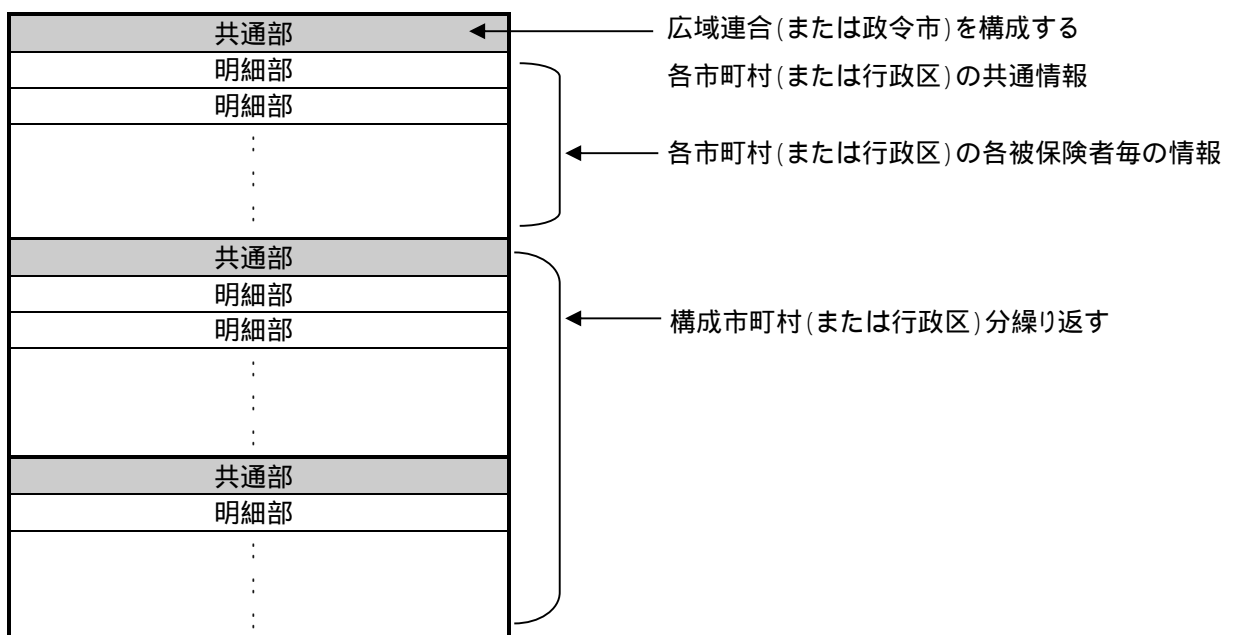 共通部
広域連合(または政令市)を構成する
各市町村(または行政区)の共通情報
明細部
明細部
:
:
:
各市町村(または行政区)の各被保険者毎の情報
共通部
明細部
明細部
:
:
:
構成市町村(または行政区)分繰り返す
共通部
明細部
:
:
: